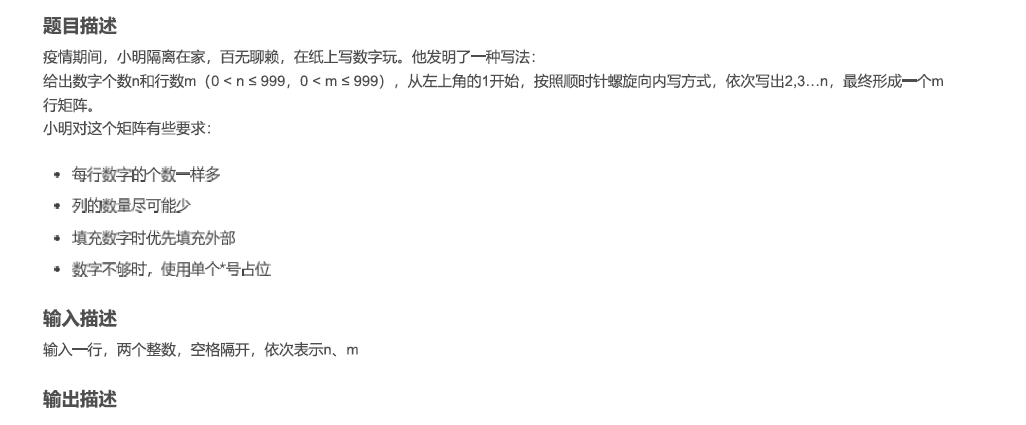 题目描述
疫情期间，小明隔离在家，百无聊赖，在纸上写数字玩。他发明了一种写法：
给出数字个数n和行数m（0 < n ≤ 999，0 < m ≤ 999），从左上角的1开始，按照顺时针螺旋向内写方式，依次写出2,3…n，最终形成一个m
行矩阵。
小明对这个矩阵有些要求：
• 每行数字的个数一样多
• 列的数量尽可能少
• 填充数字时优先填充外部
• 数字不够时，使用单个*号占位
输入描述
输入一行，两个整数，空格隔开，依次表示n、m
输出描述